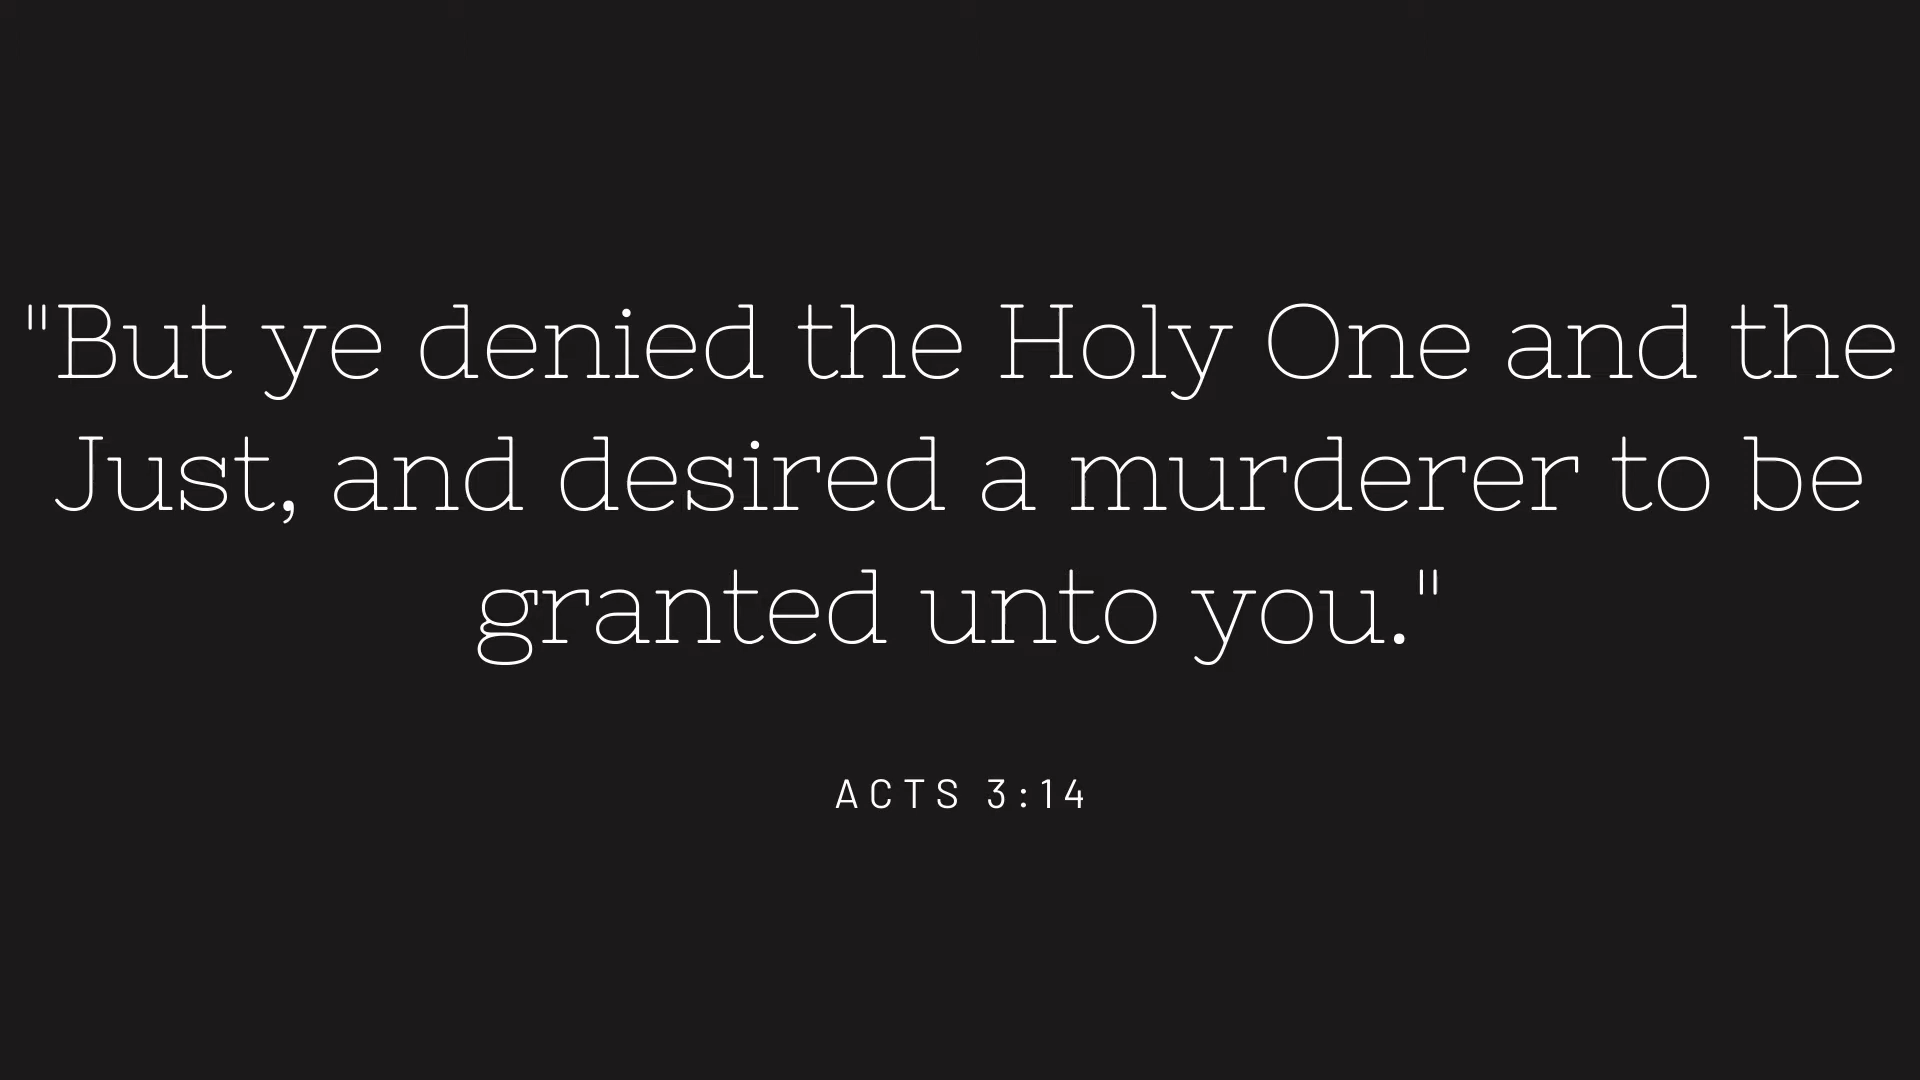 "But ye denied the Holy One and the
Just, and desired a murderer to be
granted unto you."
ACTS 3:14